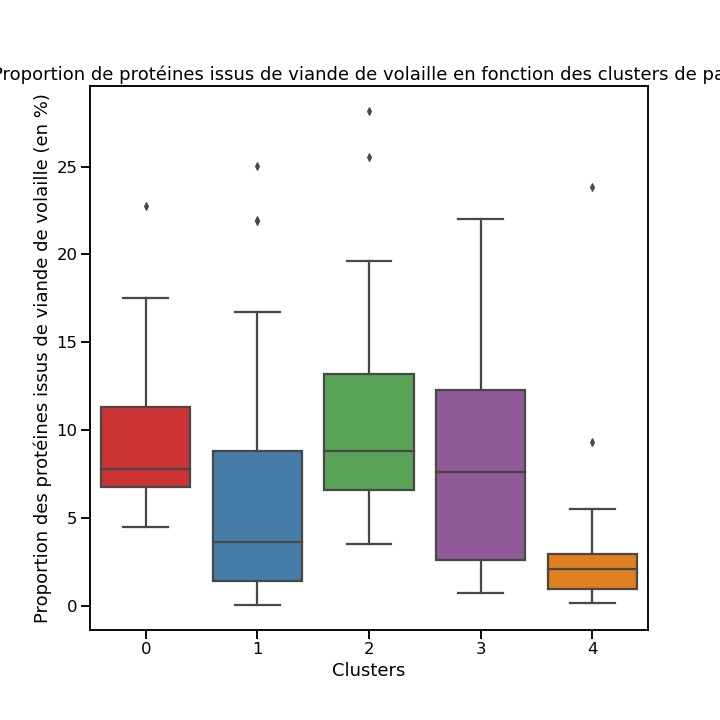 Proportion de protéines issus de viande de volaille en fonction des clusters de
Proportion des protéines issus de viande de volaille (en %)
25
20
15
10
5
0
0 1 2 3 4
Clusters